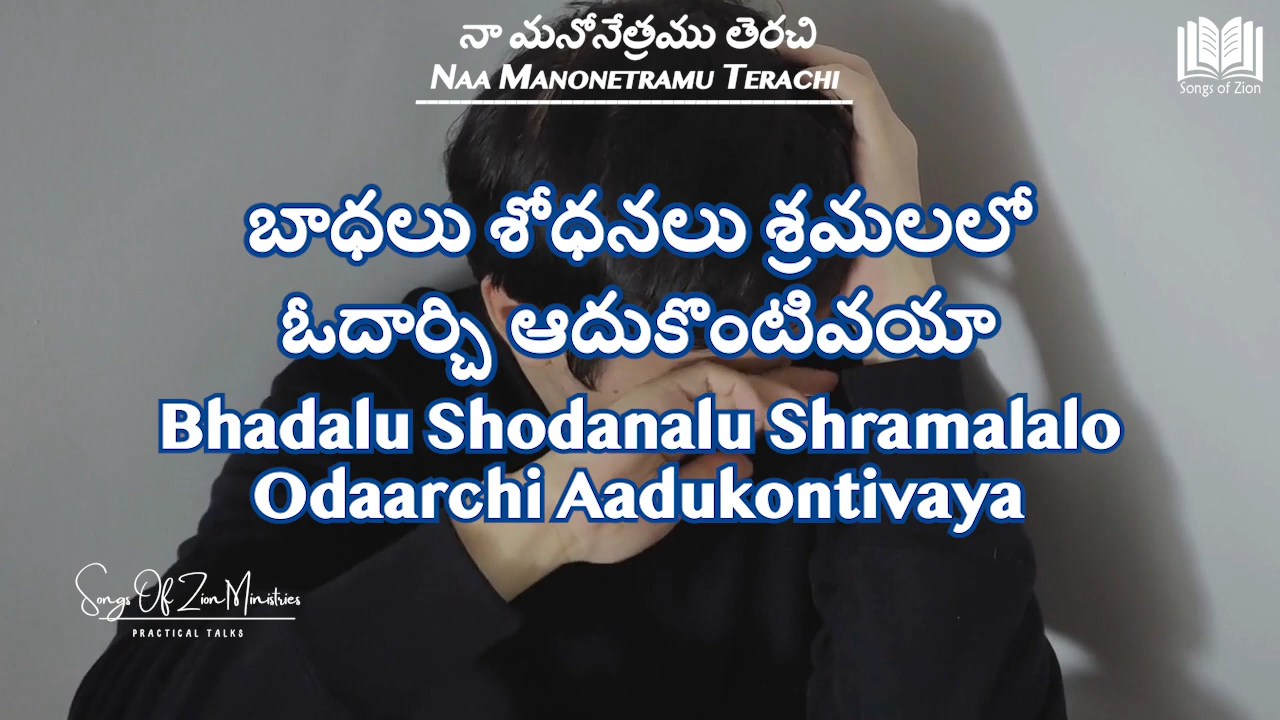 నా మనోనేత్రము తెరచి
Naa Manonetramu Terachi
Songs of Zion
బాధలు శోధనలు శ్రమలలో
ఓదార్చి ఆదుకొంటివయా
Bhadalu Shodanalu Shramalalo
Odaarchi Aadukontivaya
Songs Of Zion Ministries
PRACTICAL TALKS